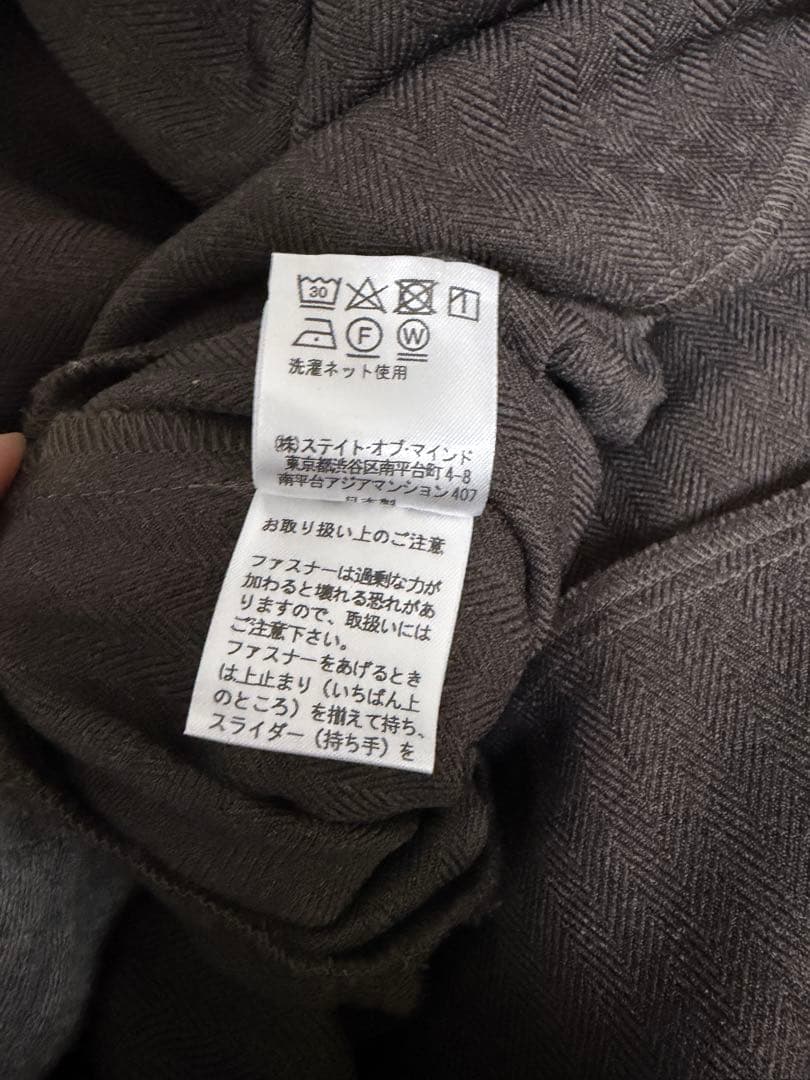 30
F W
洗濯ネット使用
㈱ステイト・オブ・マインド
東京都渋谷区南平台町4-8
南平台アジアマンション407
日本製
お取り扱い上のご注意
ファスナーは過剰な力が
加わると壊れる恐れがあ
りますので、取扱いには
ご注意下さい。
ファスナーをあげるとき
は上止まり（いちばん上
のところ）を揃えて持ち、
スライダー（持ち手）を